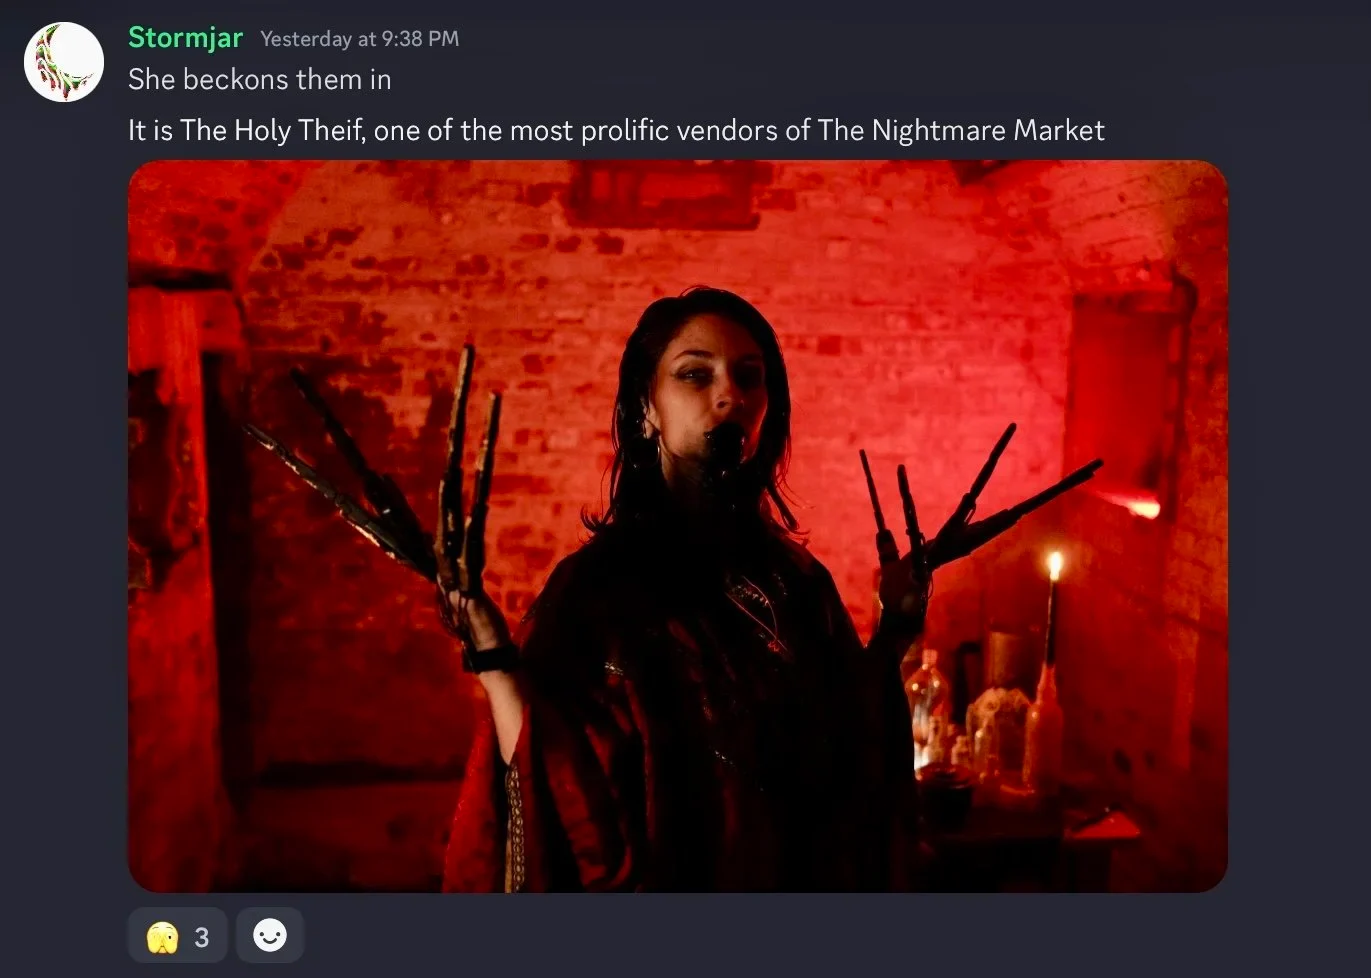 Stormjar Yesterday at 9:38 PM
She beckons them in
It is The Holy Theif, one of the most prolific vendors of The Nightmare Market
3